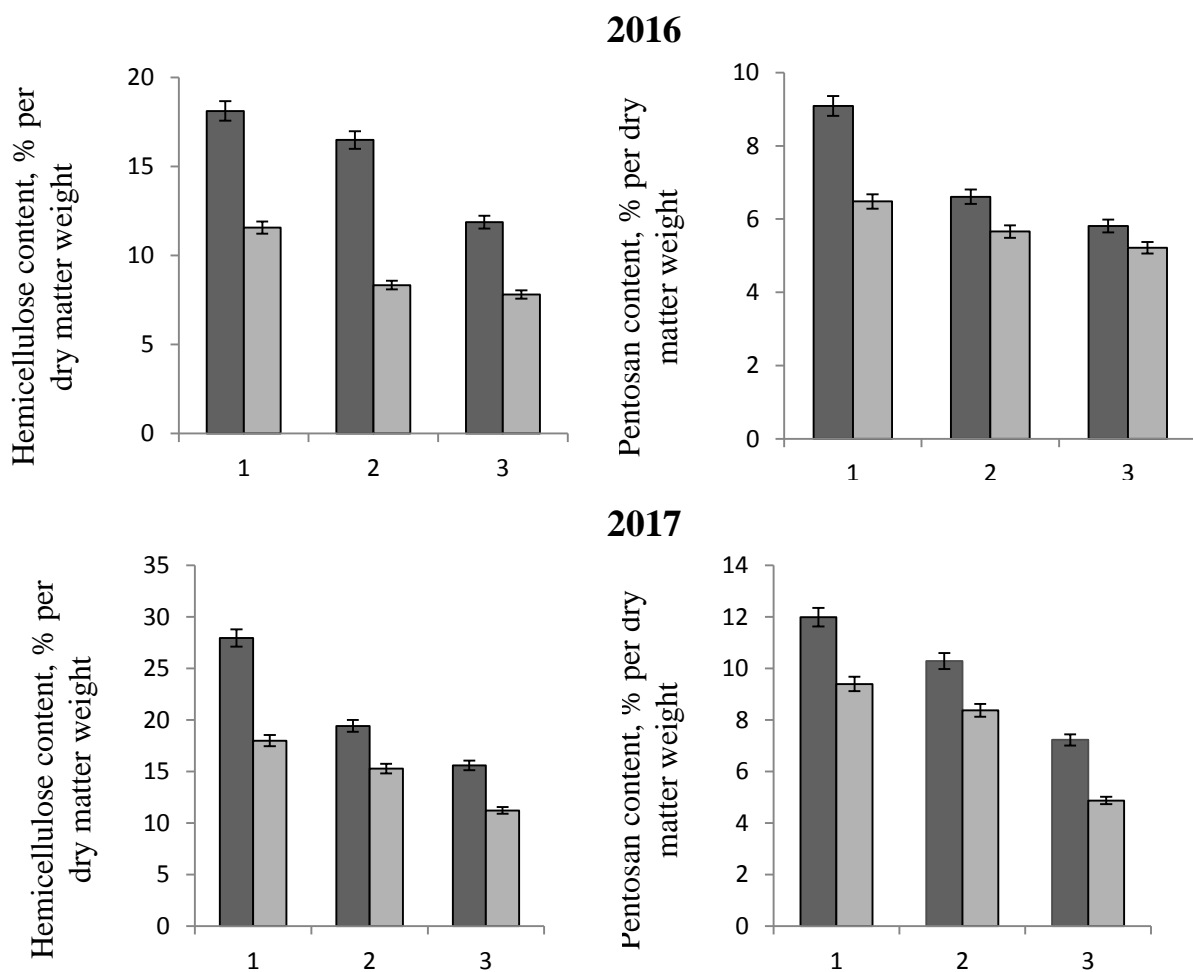 2016
Hemicellulose content, % per
dry matter weight
20
15
10
5
0
1 2 3
Pentosan content, % per dry
matter weight
10
8
6
4
2
0
1 2 3
2017
Hemicellulose content, % per
dry matter weight
35
30
25
20
15
10
5
0
1 2 3
Pentosan content, % per dry
matter weight
14
12
10
8
6
4
2
0
1 2 3